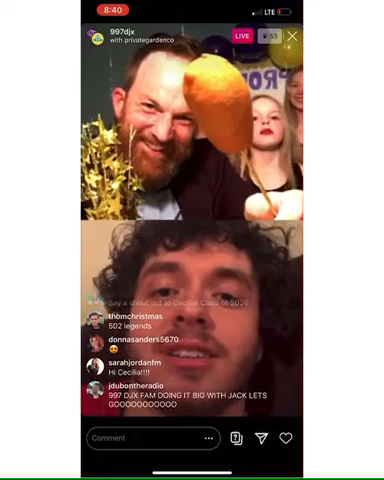 8:40
LTE
997djx
LIVE
53
with privategardenco
Say a shout out to Cecilia! Class of 2020
thomchristmas
502 legends
donnasanders5670
😍
sarahjordanfm
Hi Cecilia!!!!
jdubontheradio
997 DJX FAM DOING IT BIG WITH JACK LETS
GOOOOOOOOOOO
Comment